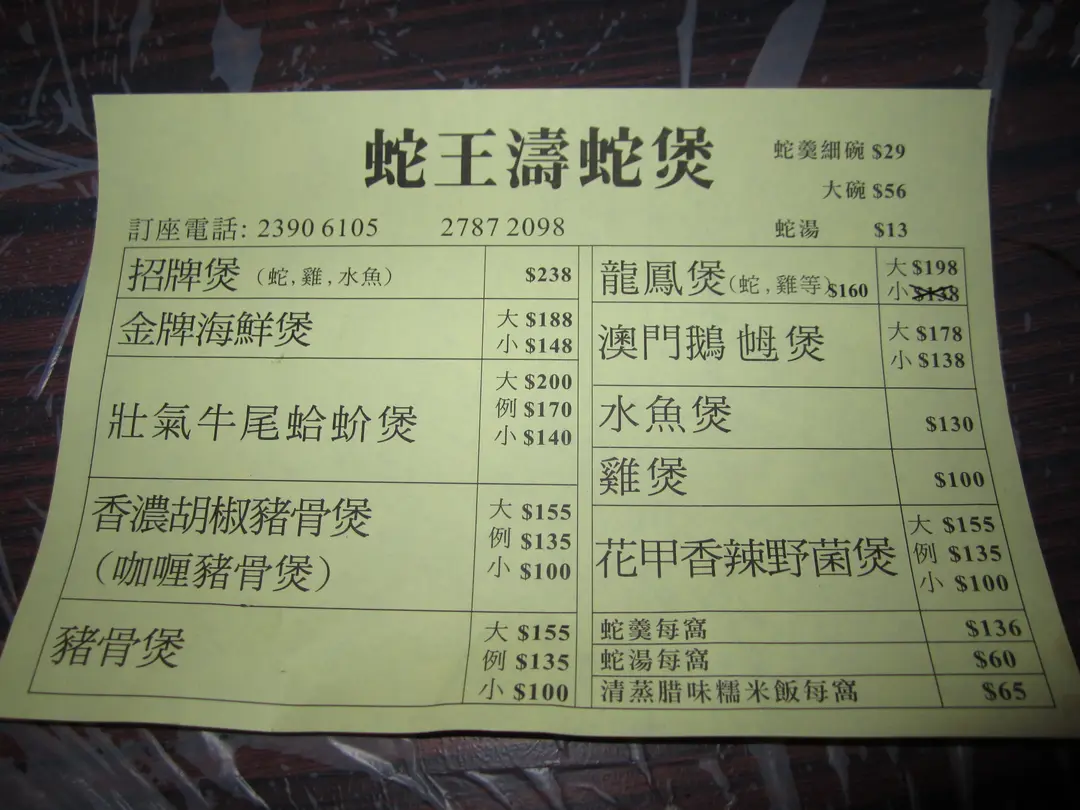 蛇王濤蛇煲
蛇羹細碗 $29
大碗 $56
蛇湯 $13
訂座電話: 2390 6105 2787 2098
招牌煲 (蛇,雞,水魚) $238
金牌海鮮煲 大 $188
小 $148
壯氣牛尾蛤蚧煲 大 $200
例 $170
小 $140
香濃胡椒豬骨煲
(咖喱豬骨煲)
大 $155
例 $135
小 $100
豬骨煲 大 $155
例 $135
小 $100
龍鳳煲(蛇,雞等) 大 $198
$160 小 $138
澳門鵝乸煲 大 $178
小 $138
水魚煲 $130
雞煲 $100
花甲香辣野菌煲 大 $155
例 $135
小 $100
蛇羹每窩 $136
蛇湯每窩 $60
清蒸腊味糯米飯每窩 $65